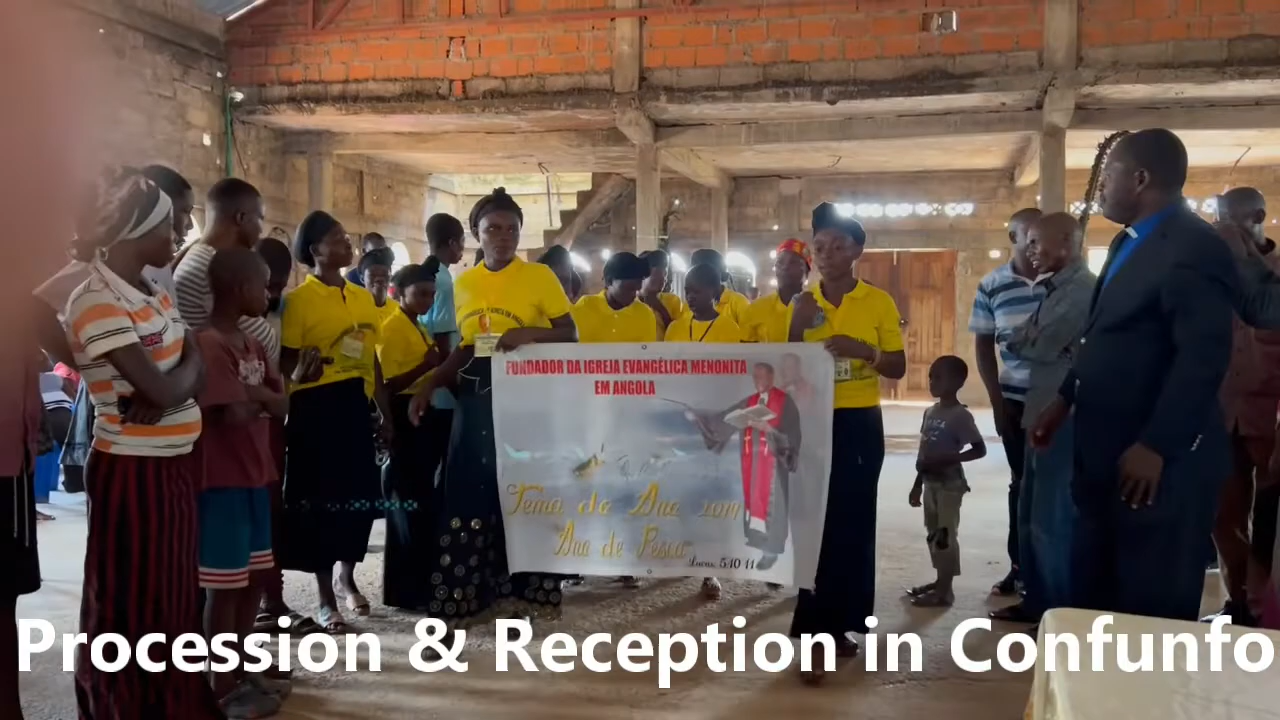 FUNDADOR DA IGREJA EVANGÉLICA MENONITA
EM ANGOLA
Tema do Ano 2019
Ano de Pesca
Lucas. 5:10-11
Procession & Reception in Confunfo